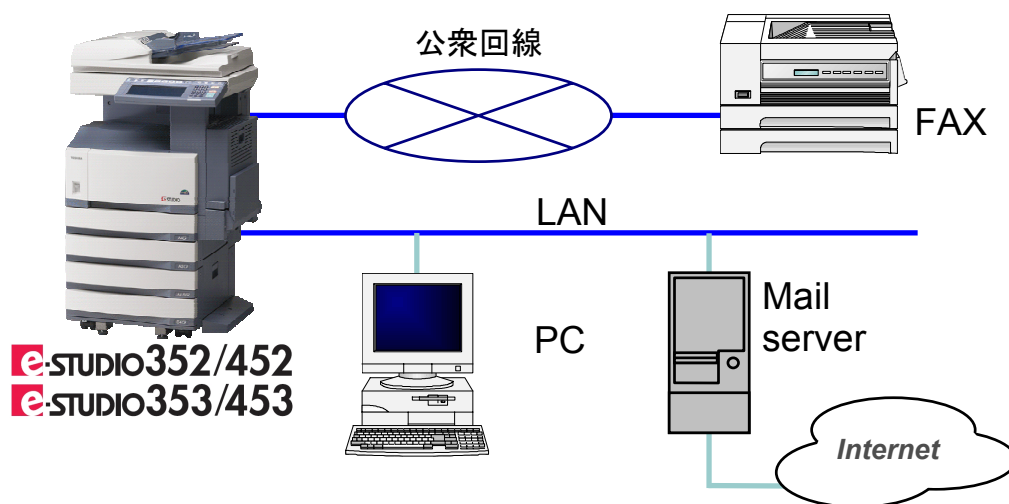 公衆回線
FAX
LAN
PC
Mail
server
e-STUDIO352/452
e-STUDIO353/453
Internet